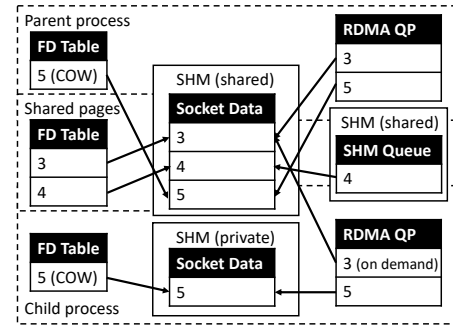 Parent process
FD Table
5 (COW)
Shared pages
FD Table
3
4
FD Table
5 (COW)
Child process
SHM (shared)
Socket Data
3
4
5
SHM (private)
Socket Data
5
RDMA QP
3
5
SHM (shared)
SHM Queue
4
RDMA QP
3 (on demand)
5